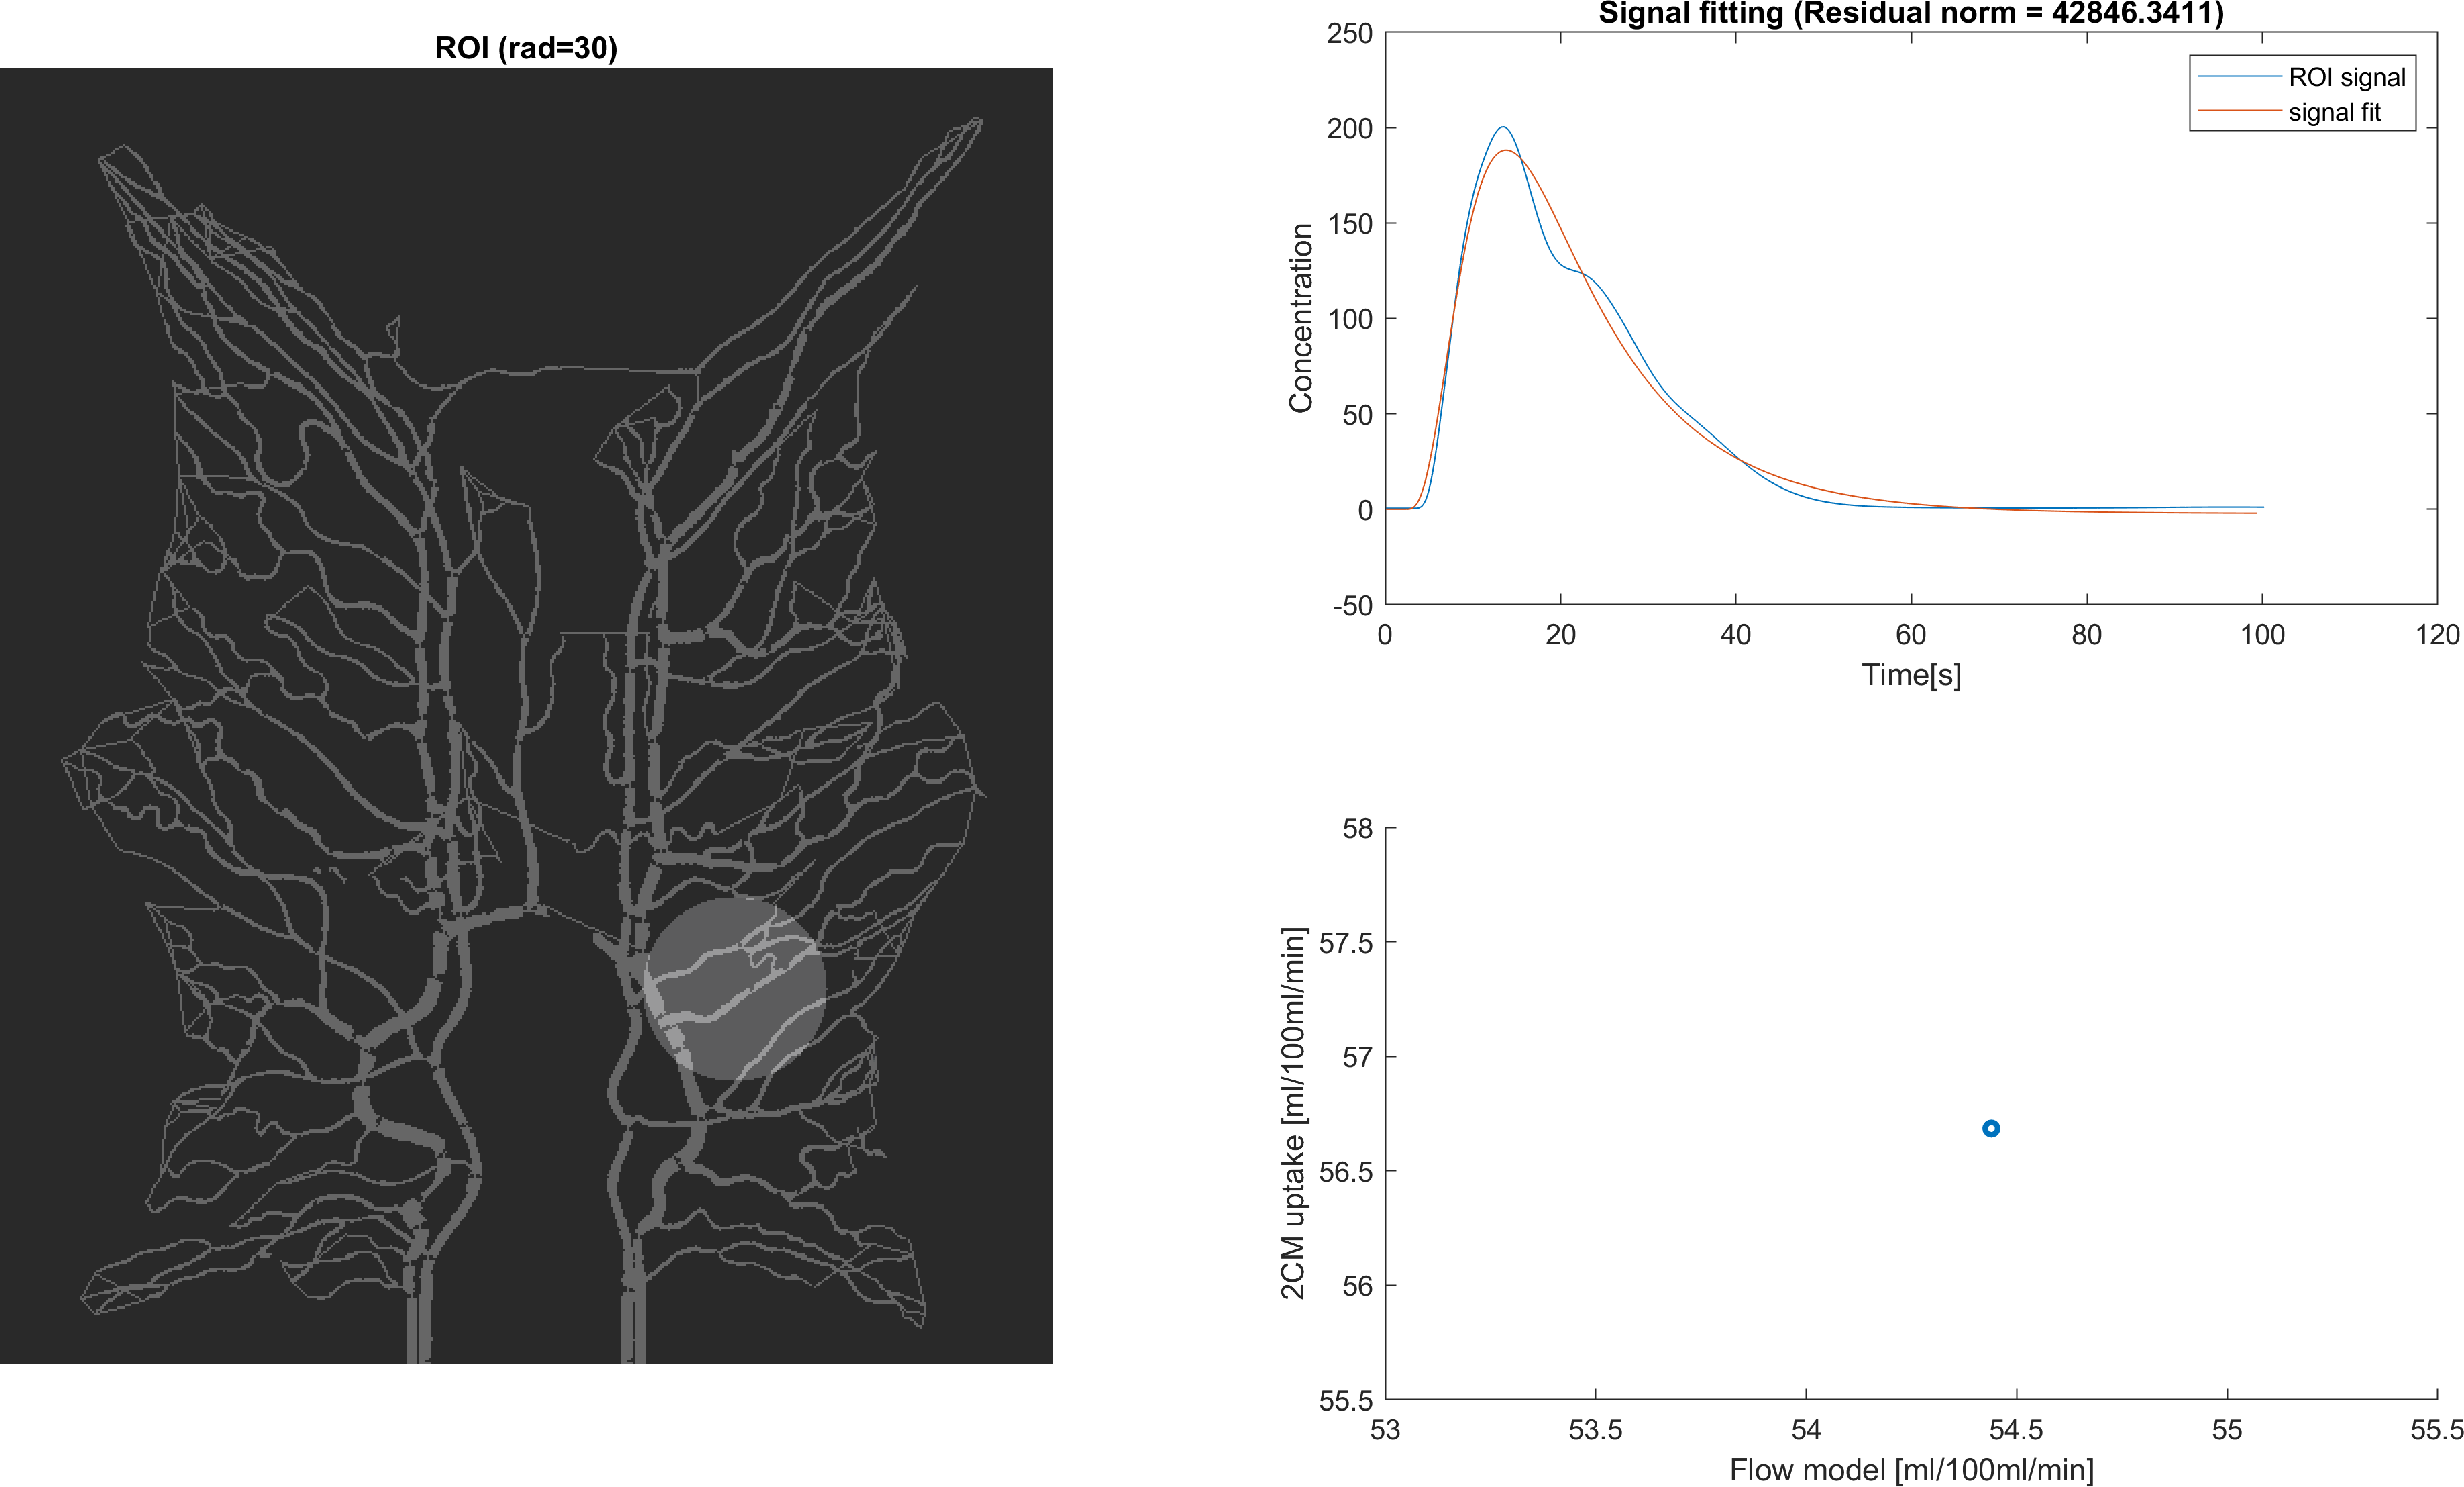 ROI (rad=30)
Signal fitting (Residual norm = 42846.3411)
250
200
150
100
50
0
-50
Concentration
ROI signal
signal fit
0 20 40 60 80 100 120
Time[s]
58
57.5
57
56.5
56
55.5
2CM uptake [ml/100ml/min]
53 53.5 54 54.5 55 55.5
Flow model [ml/100ml/min]